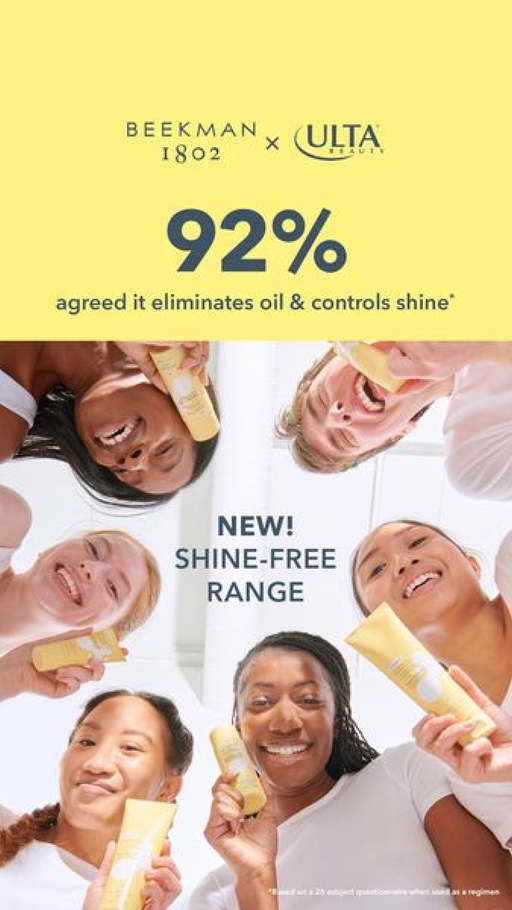 BEEKMAN
1802
×
ULTA
BEAUTY
92%
agreed it eliminates oil & controls shine*
NEW!
SHINE-FREE
RANGE
*Based on a 26 subject questionnaire when used as a regimen